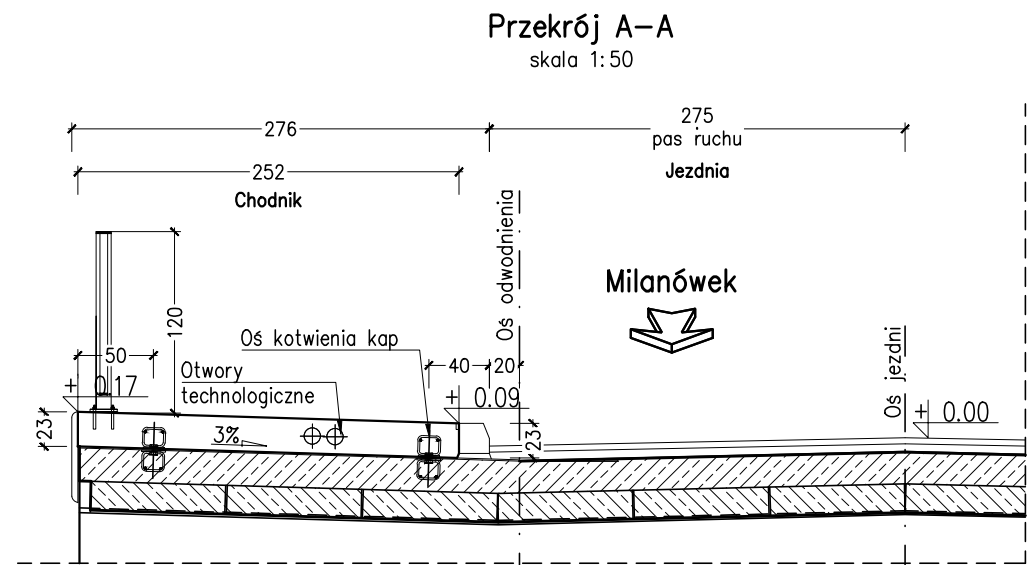 Przekrój A-A
skala 1:50
276
275
pas ruchu
252
Chodnik
Jezdnia
Oś odwodnienia
Milanówek
120
Oś kotwienia kap
50
40
20
Otwory
technologiczne
+ 0.17
+ 0.09
Oś jezdni
+ 0.00
23
3%
23